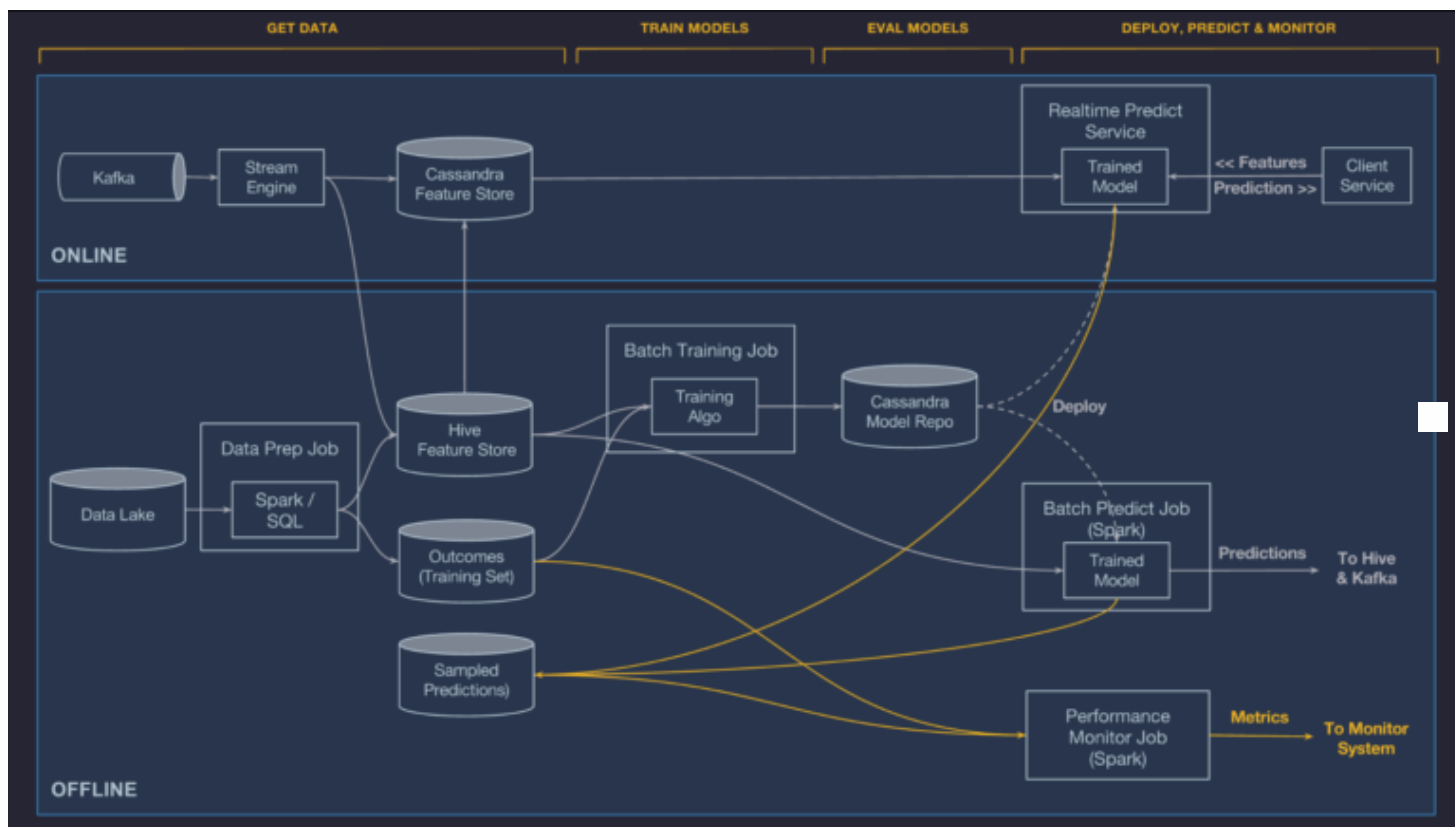 GET DATA
TRAIN MODELS
EVAL MODELS
DEPLOY, PREDICT & MONITOR
Kafka
Stream
Engine
Cassandra
Feature Store
Realtime Predict
Service
Trained
Model
<< Features
Prediction >>
Client
Service
ONLINE
Data Lake
Data Prep Job
Spark /
SQL
Hive
Feature Store
Outcomes
(Training Set)
Sampled
Predictions)
Batch Training Job
Training
Algo
Cassandra
Model Repo
Deploy
Batch Predict Job
(Spark)
Trained
Model
Predictions
To Hive
& Kafka
Performance
Monitor Job
(Spark)
Metrics
To Monitor
System
OFFLINE